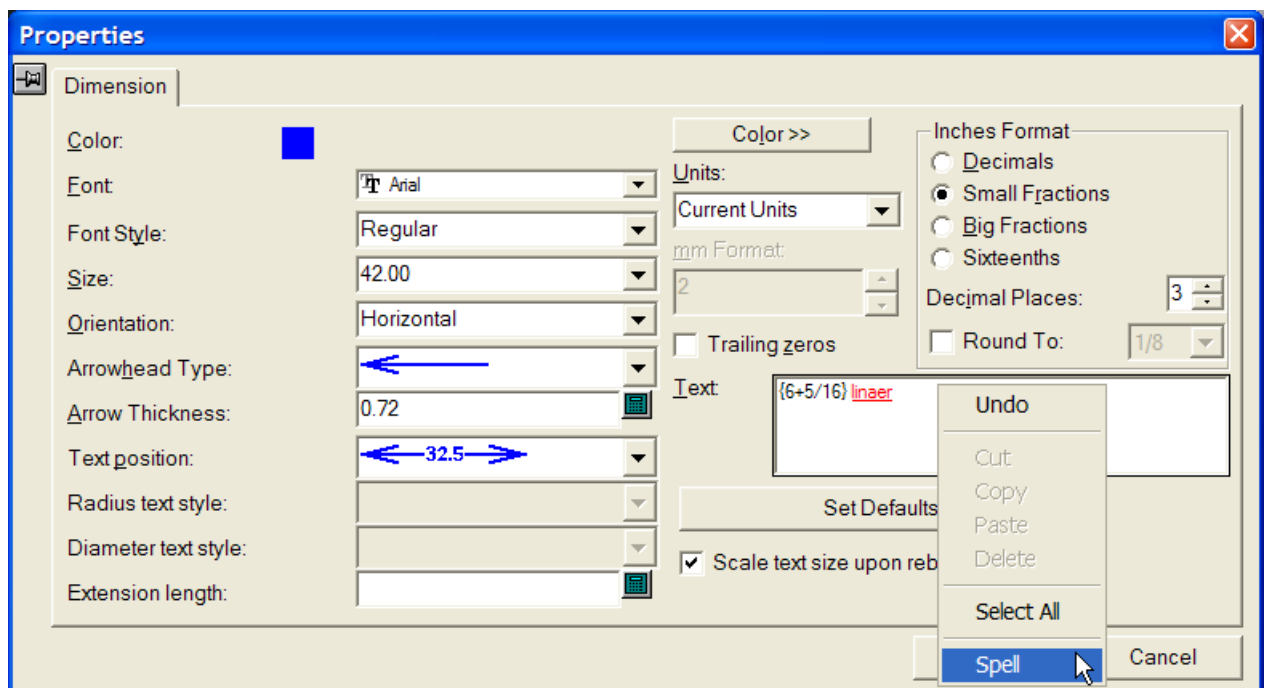 Properties
Dimension
Color:
Font:
Arial
Font Style:
Regular
Size:
42.00
Orientation:
Horizontal
Arrowhead Type:
Arrow Thickness:
0.72
Text position:
32.5
Radius text style:
Diameter text style:
Extension length:
Color >>
Units:
Current Units
mm Format:
2
Trailing zeros
Text
{6+5/16} linaer
Set Defaults
Scale text size upon reb
Inches Format
Decimals
Small Fractions
Big Fractions
Sixteenths
Decimal Places:
3
Round To:
1/8
Undo
Cut
Copy
Paste
Delete
Select All
Spell
Cancel